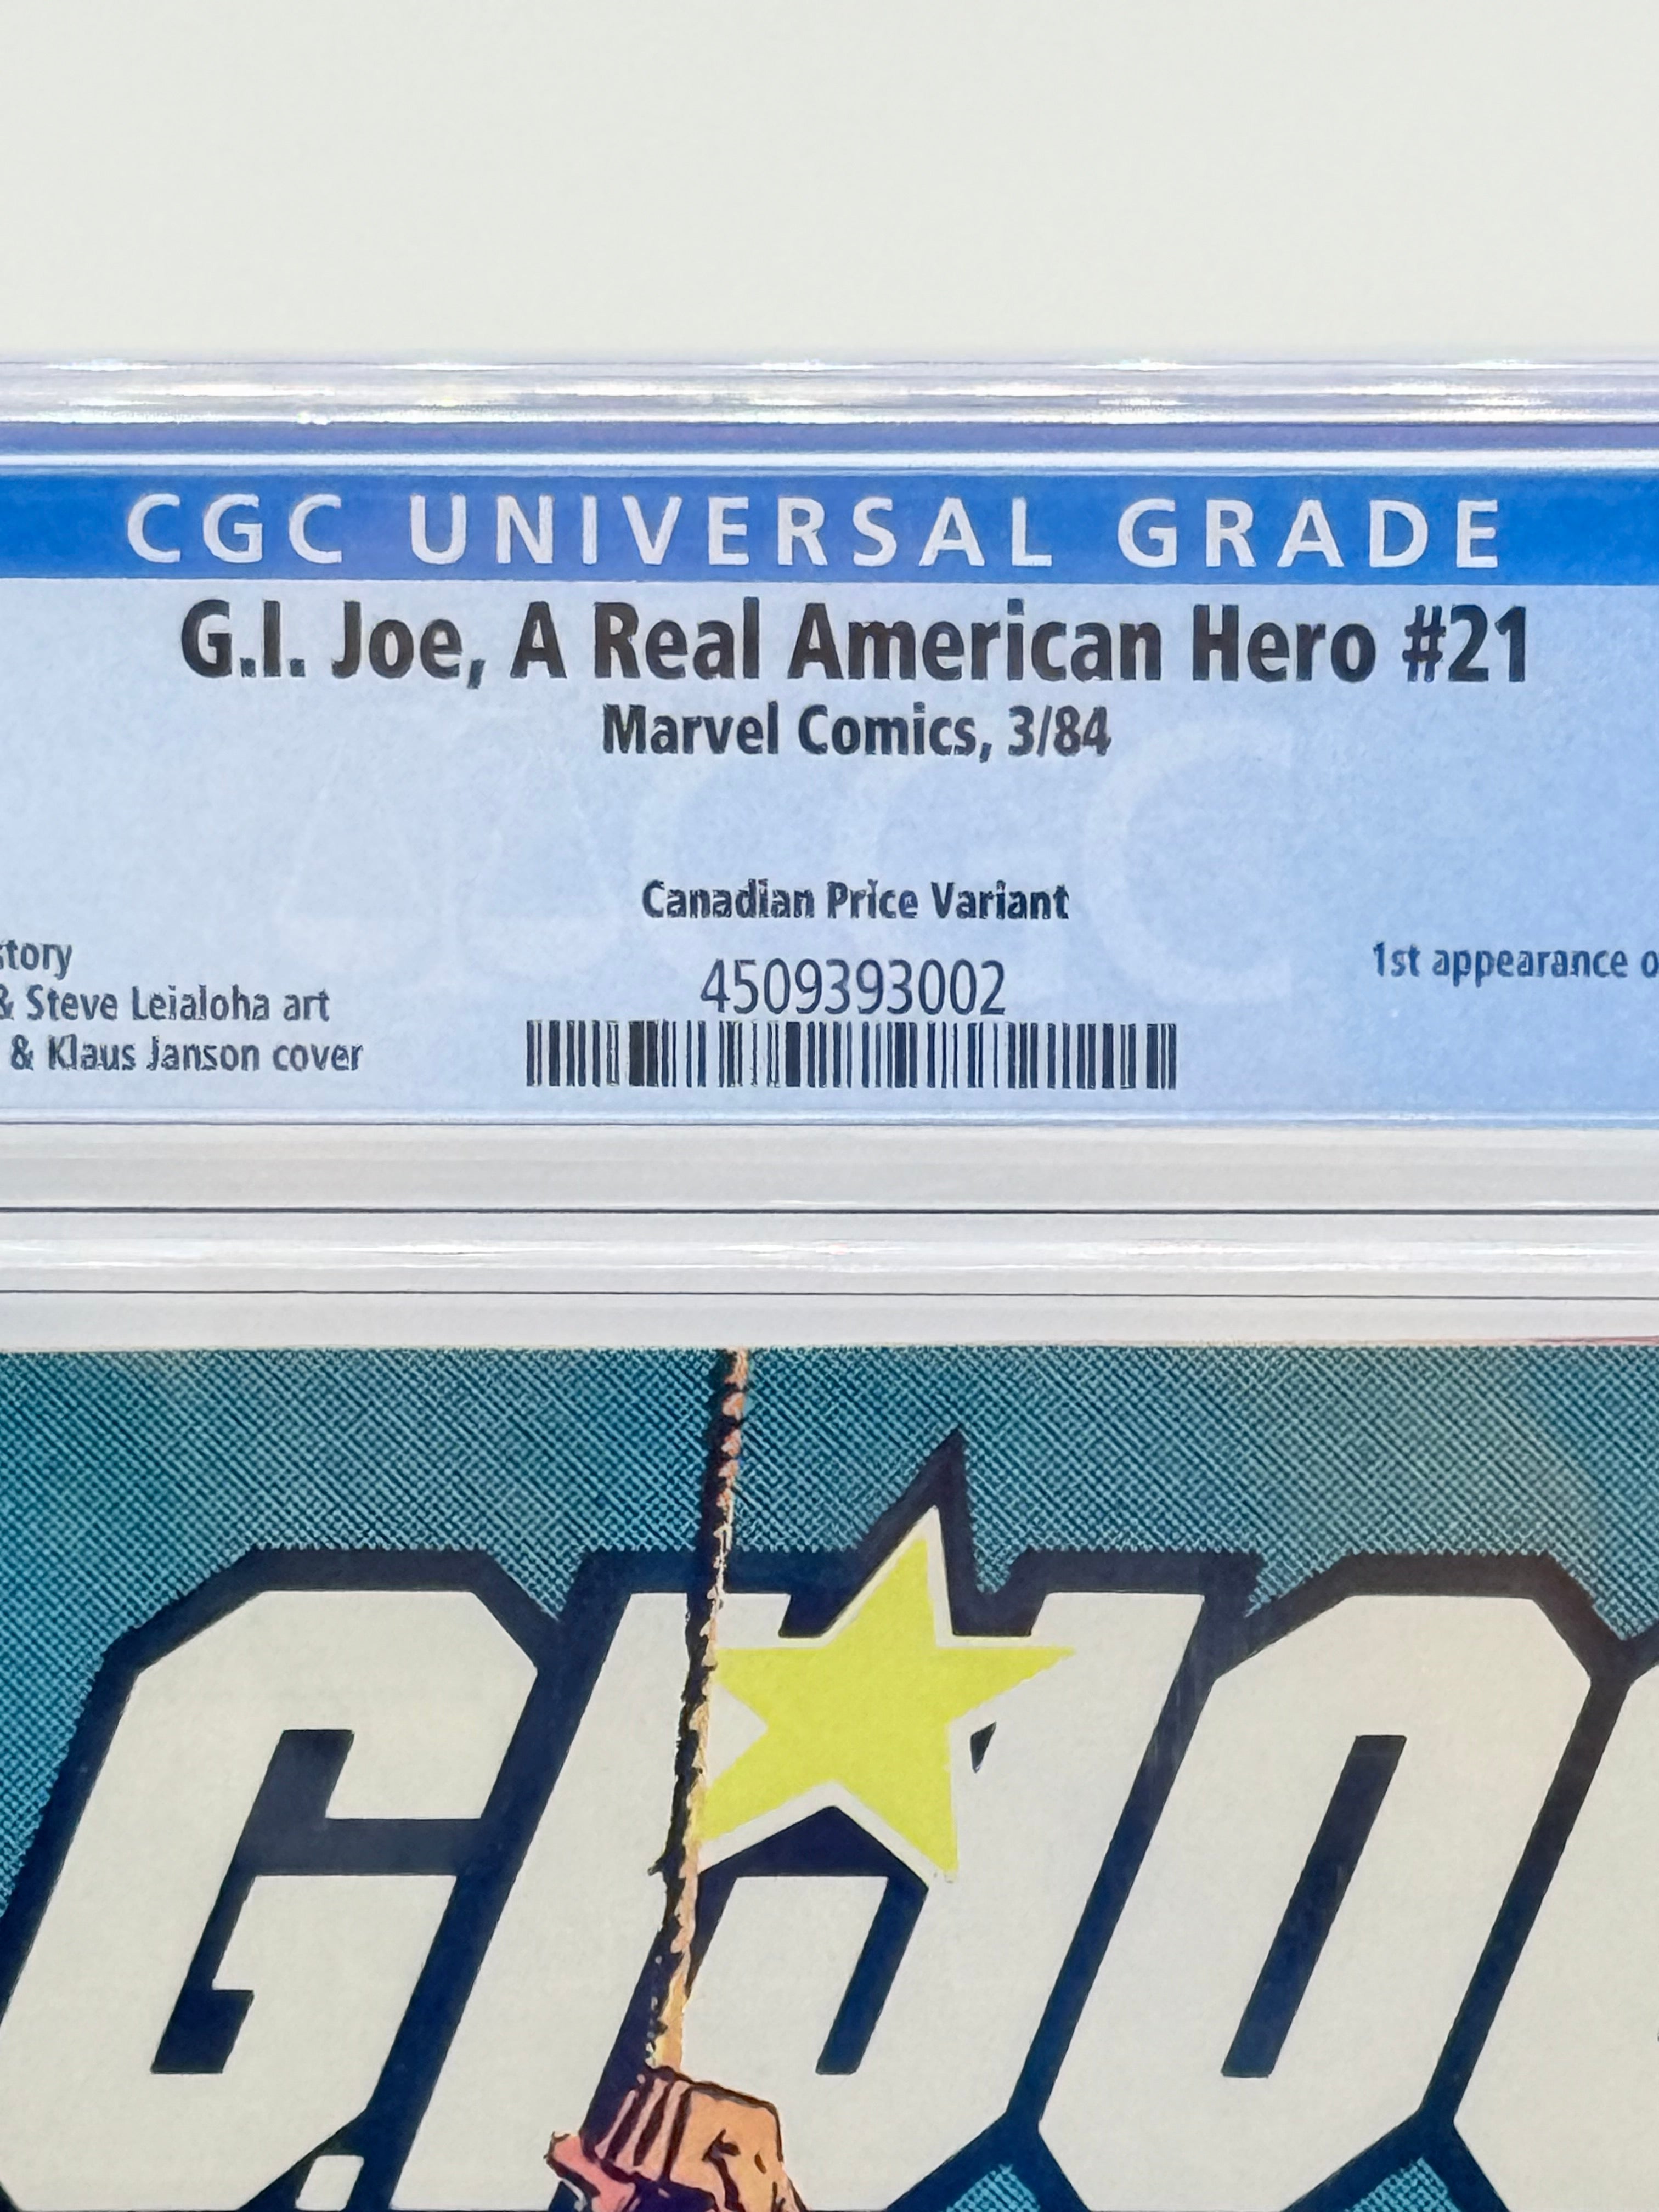 CGC UNIVERSAL GRADE
G.I. Joe, A Real American Hero #21
Marvel Comics, 3/84
Canadian Price Variant
story
& Steve Leialoha art
& Klaus Janson cover
4509393002
1st appearance o
CGC
G.I. JO